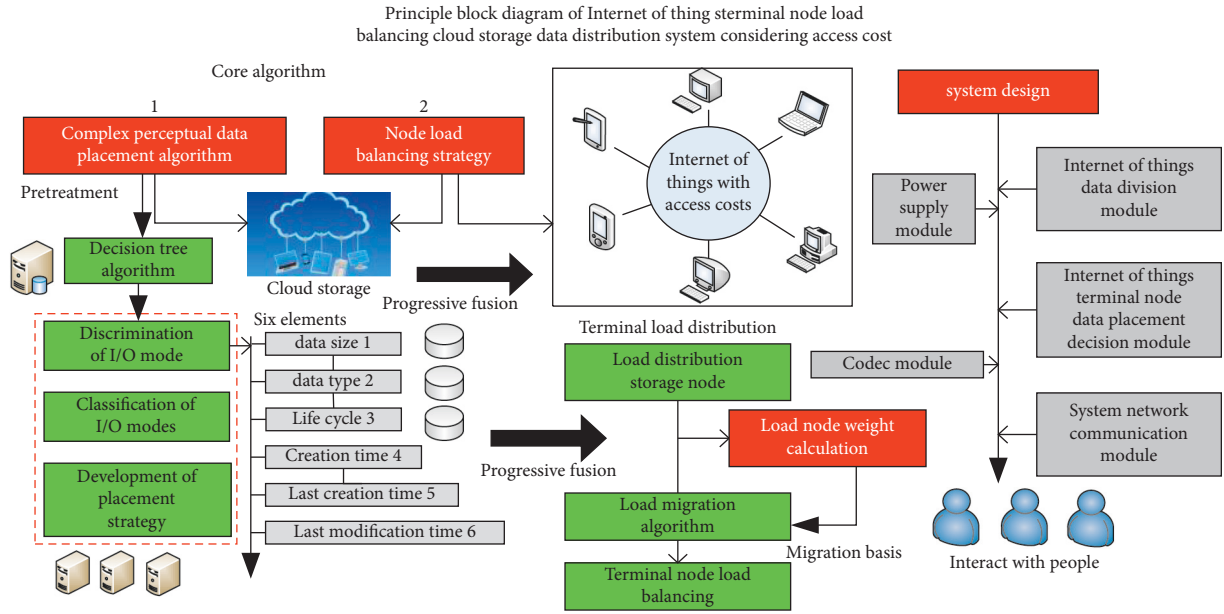 Principle block diagram of Internet of thing sterminal node load
balancing cloud storage data distribution system considering access cost
Core algorithm
1
Complex perceptual data
placement algorithm
2
Node load
balancing strategy
Pretreatment
Decision tree
algorithm
Cloud storage
Progressive fusion
Discrimination
of I/O mode
Classification of
I/O modes
Development of
placement
strategy
Six elements
data size 1
data type 2
Life cycle 3
Creation time 4
Last creation time 5
Last modification time 6
Progressive fusion
Internet of
things with
access costs
Terminal load distribution
Load distribution
storage node
Load node weight
calculation
Load migration
algorithm
Migration basis
Terminal node load
balancing
system design
Power
supply
module
Internet of things
data division
module
Internet of things
terminal node
data placement
decision module
Codec module
System network
communication
module
Interact with people